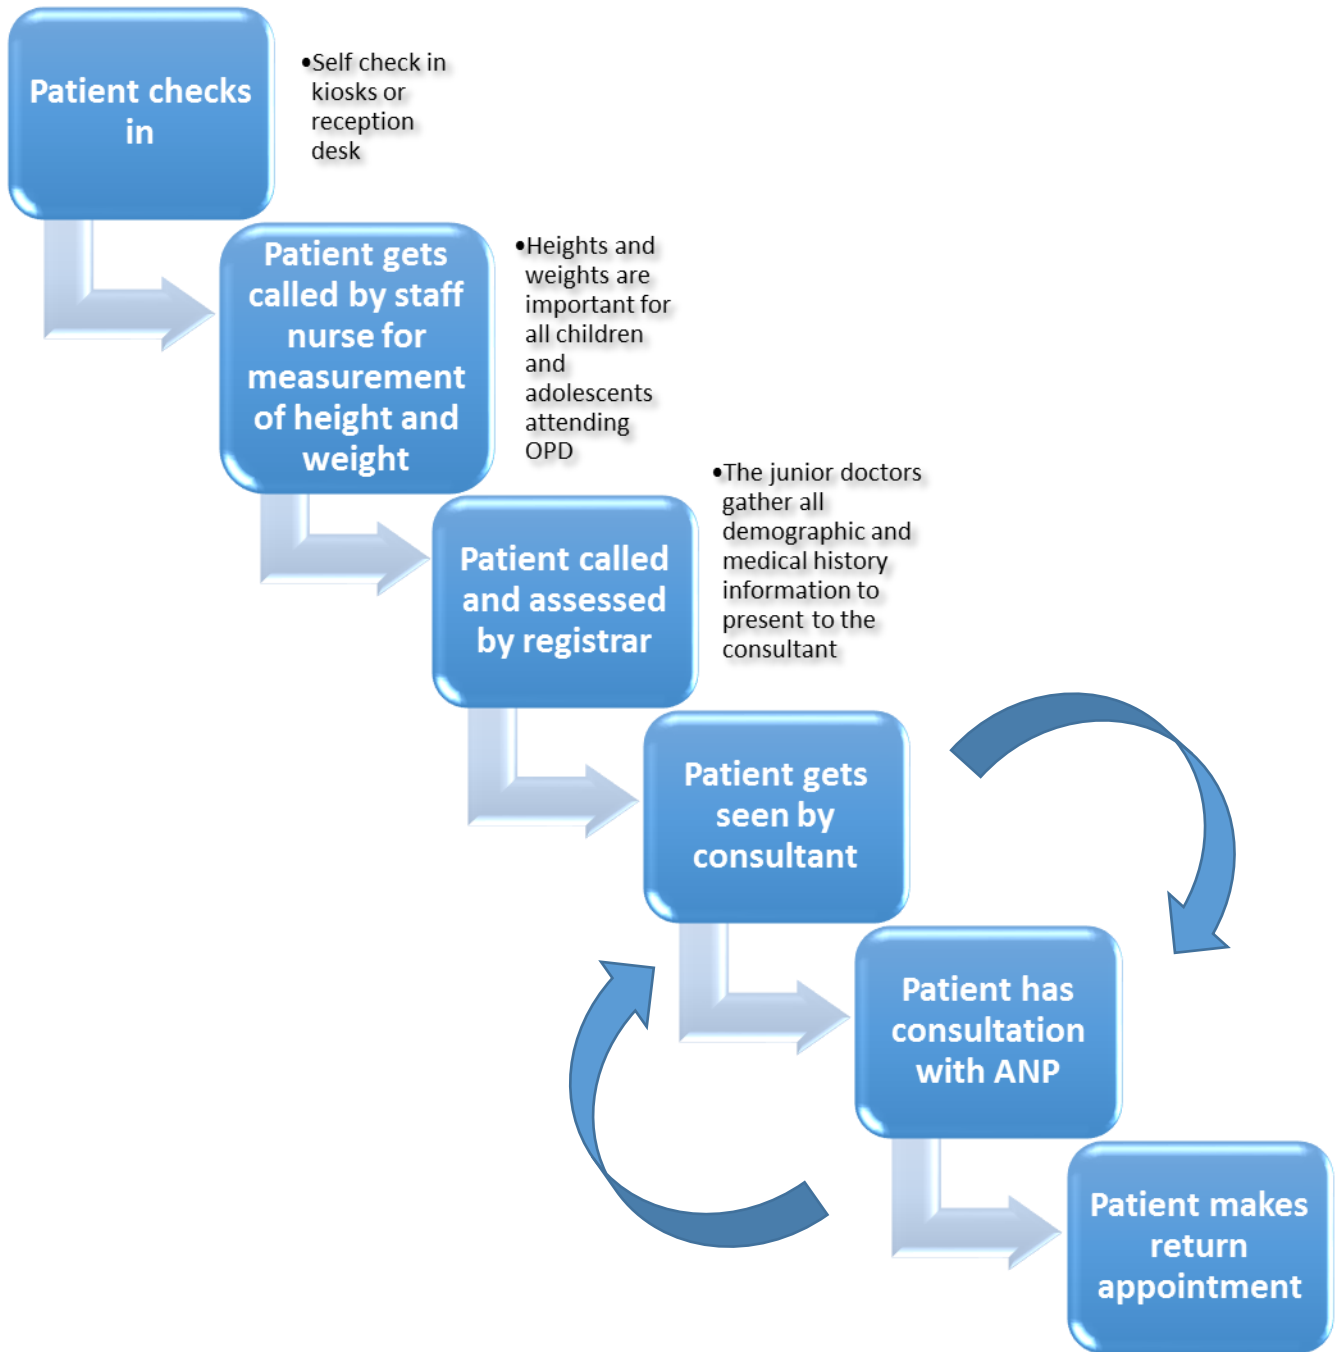 Patient checks
in
•Self check in
kiosks or
reception
desk
Patient gets
called by staff
nurse for
measurement
of height and
weight
•Heights and
weights are
important for
all children
and
adolescents
attending
OPD
Patient called
and assessed
by registrar
•The junior doctors
gather all
demographic and
medical history
information to
present to the
consultant
Patient gets
seen by
consultant
Patient has
consultation
with ANP
Patient makes
return
appointment